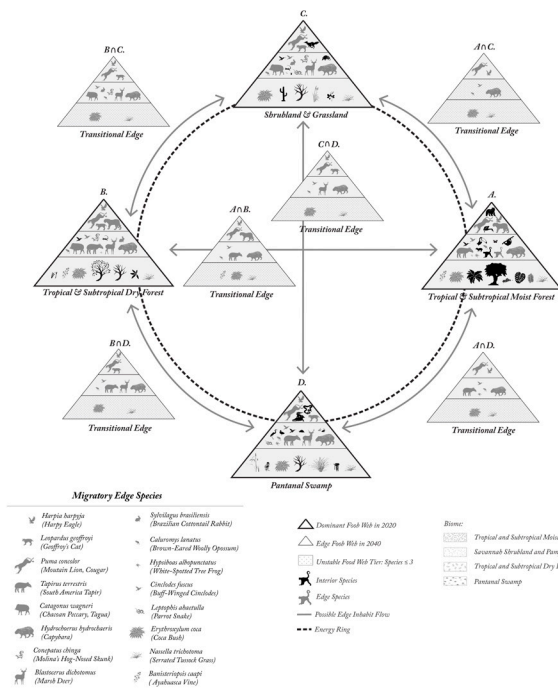 C.
B∩C.
A∩C.
Transitional Edge
Shrubland & Grassland
Transitional Edge
C∩D.
B.
A∩B.
Transitional Edge
A.
Tropical & Subtropical Dry Forest
Transitional Edge
Tropical & Subtropical Moist Forest
B∩D.
A∩D.
D.
Transitional Edge
Transitional Edge
Pantanal Swamp
Migratory Edge Species
Harpia harpyja
(Harpy Eagle)
Leopardus geoffroyi
(Geoffroy's Cat)
Puma concolor
(Moutain Lion, Cougar)
Tapirus terrestris
(South America Tapir)
Catagonus wagneri
(Chacoan Peccary, Tagua)
Hydrochoerus hydrochaeris
(Capybara)
Conepatus chinga
(Molina's Hog-Nosed Skunk)
Blastocerus dichotomus
(Marsh Deer)
Sylvilagus brasiliensis
(Brazilian Cottontail Rabbit)
Caluromys lanatus
(Brown-Eared Woolly Opossum)
Hypsiboas albopunctatus
(White-Spotted Tree Frog)
Cinclodes fuscus
(Buff-Winged Cinclodes)
Leptophis ahaetulla
(Parrot Snake)
Erythroxylum coca
(Coca Bush)
Nassella trichotoma
(Serrated Tussock Grass)
Banisteriopsis caapi
(Ayahuasca Vine)
Dominant Foob Web in 2020
Edge Foob Web in 2040
Unstable Food Web Tier: Species ≤ 3
Interior Species
Edge Species
Possible Edge Inhabit Flow
Energy Ring
Biome:
Tropical and Subtropical Mois
Savannah Shrubland and Pam
Tropical and Subtropical Dry
Pantanal Swamp